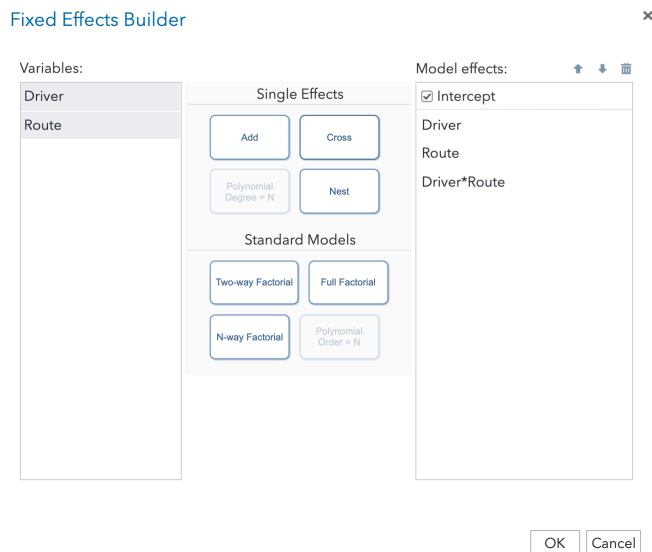 Fixed Effects Builder
Variables:
Driver
Route
Single Effects
Add
Cross
Polynomial
Degree = N
Nest
Standard Models
Two-way Factorial
Full Factorial
N-way Factorial
Polynomial
Order = N
Model effects:
Intercept
Driver
Route
Driver*Route
OK
Cancel